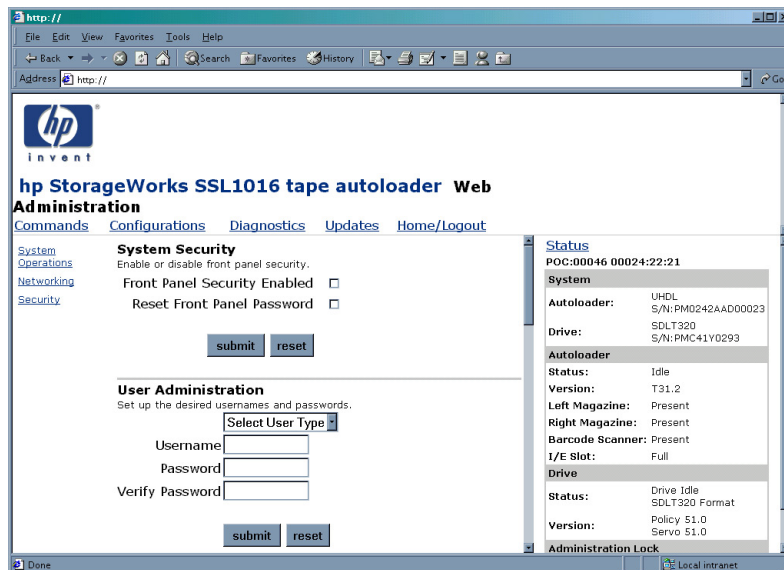 http://
File Edit View Favorites Tools Help
Back Search Favorites History
Address http:// Go
hp
invent
hp StorageWorks SSL1016 tape autoloader Web
Administration
Commands Configurations Diagnostics Updates Home/Logout
System
Operations
Networking
Security
System Security
Enable or disable front panel security.
Front Panel Security Enabled
Reset Front Panel Password
submit reset
User Administration
Set up the desired usernames and passwords.
Select User Type
Username
Password
Verify Password
submit reset
Status
POC:00046 00024:22:21
System
Autoloader: UHDL
S/N:PM0242AAD00023
Drive: SDLT320
S/N:PMC41Y0293
Autoloader
Status: Idle
Version: T31.2
Left Magazine: Present
Right Magazine: Present
Barcode Scanner: Present
I/E Slot: Full
Drive
Status: Drive Idle
SDLT320 Format
Version: Policy 51.0
Servo 51.0
Administration Lock
Done Local intranet